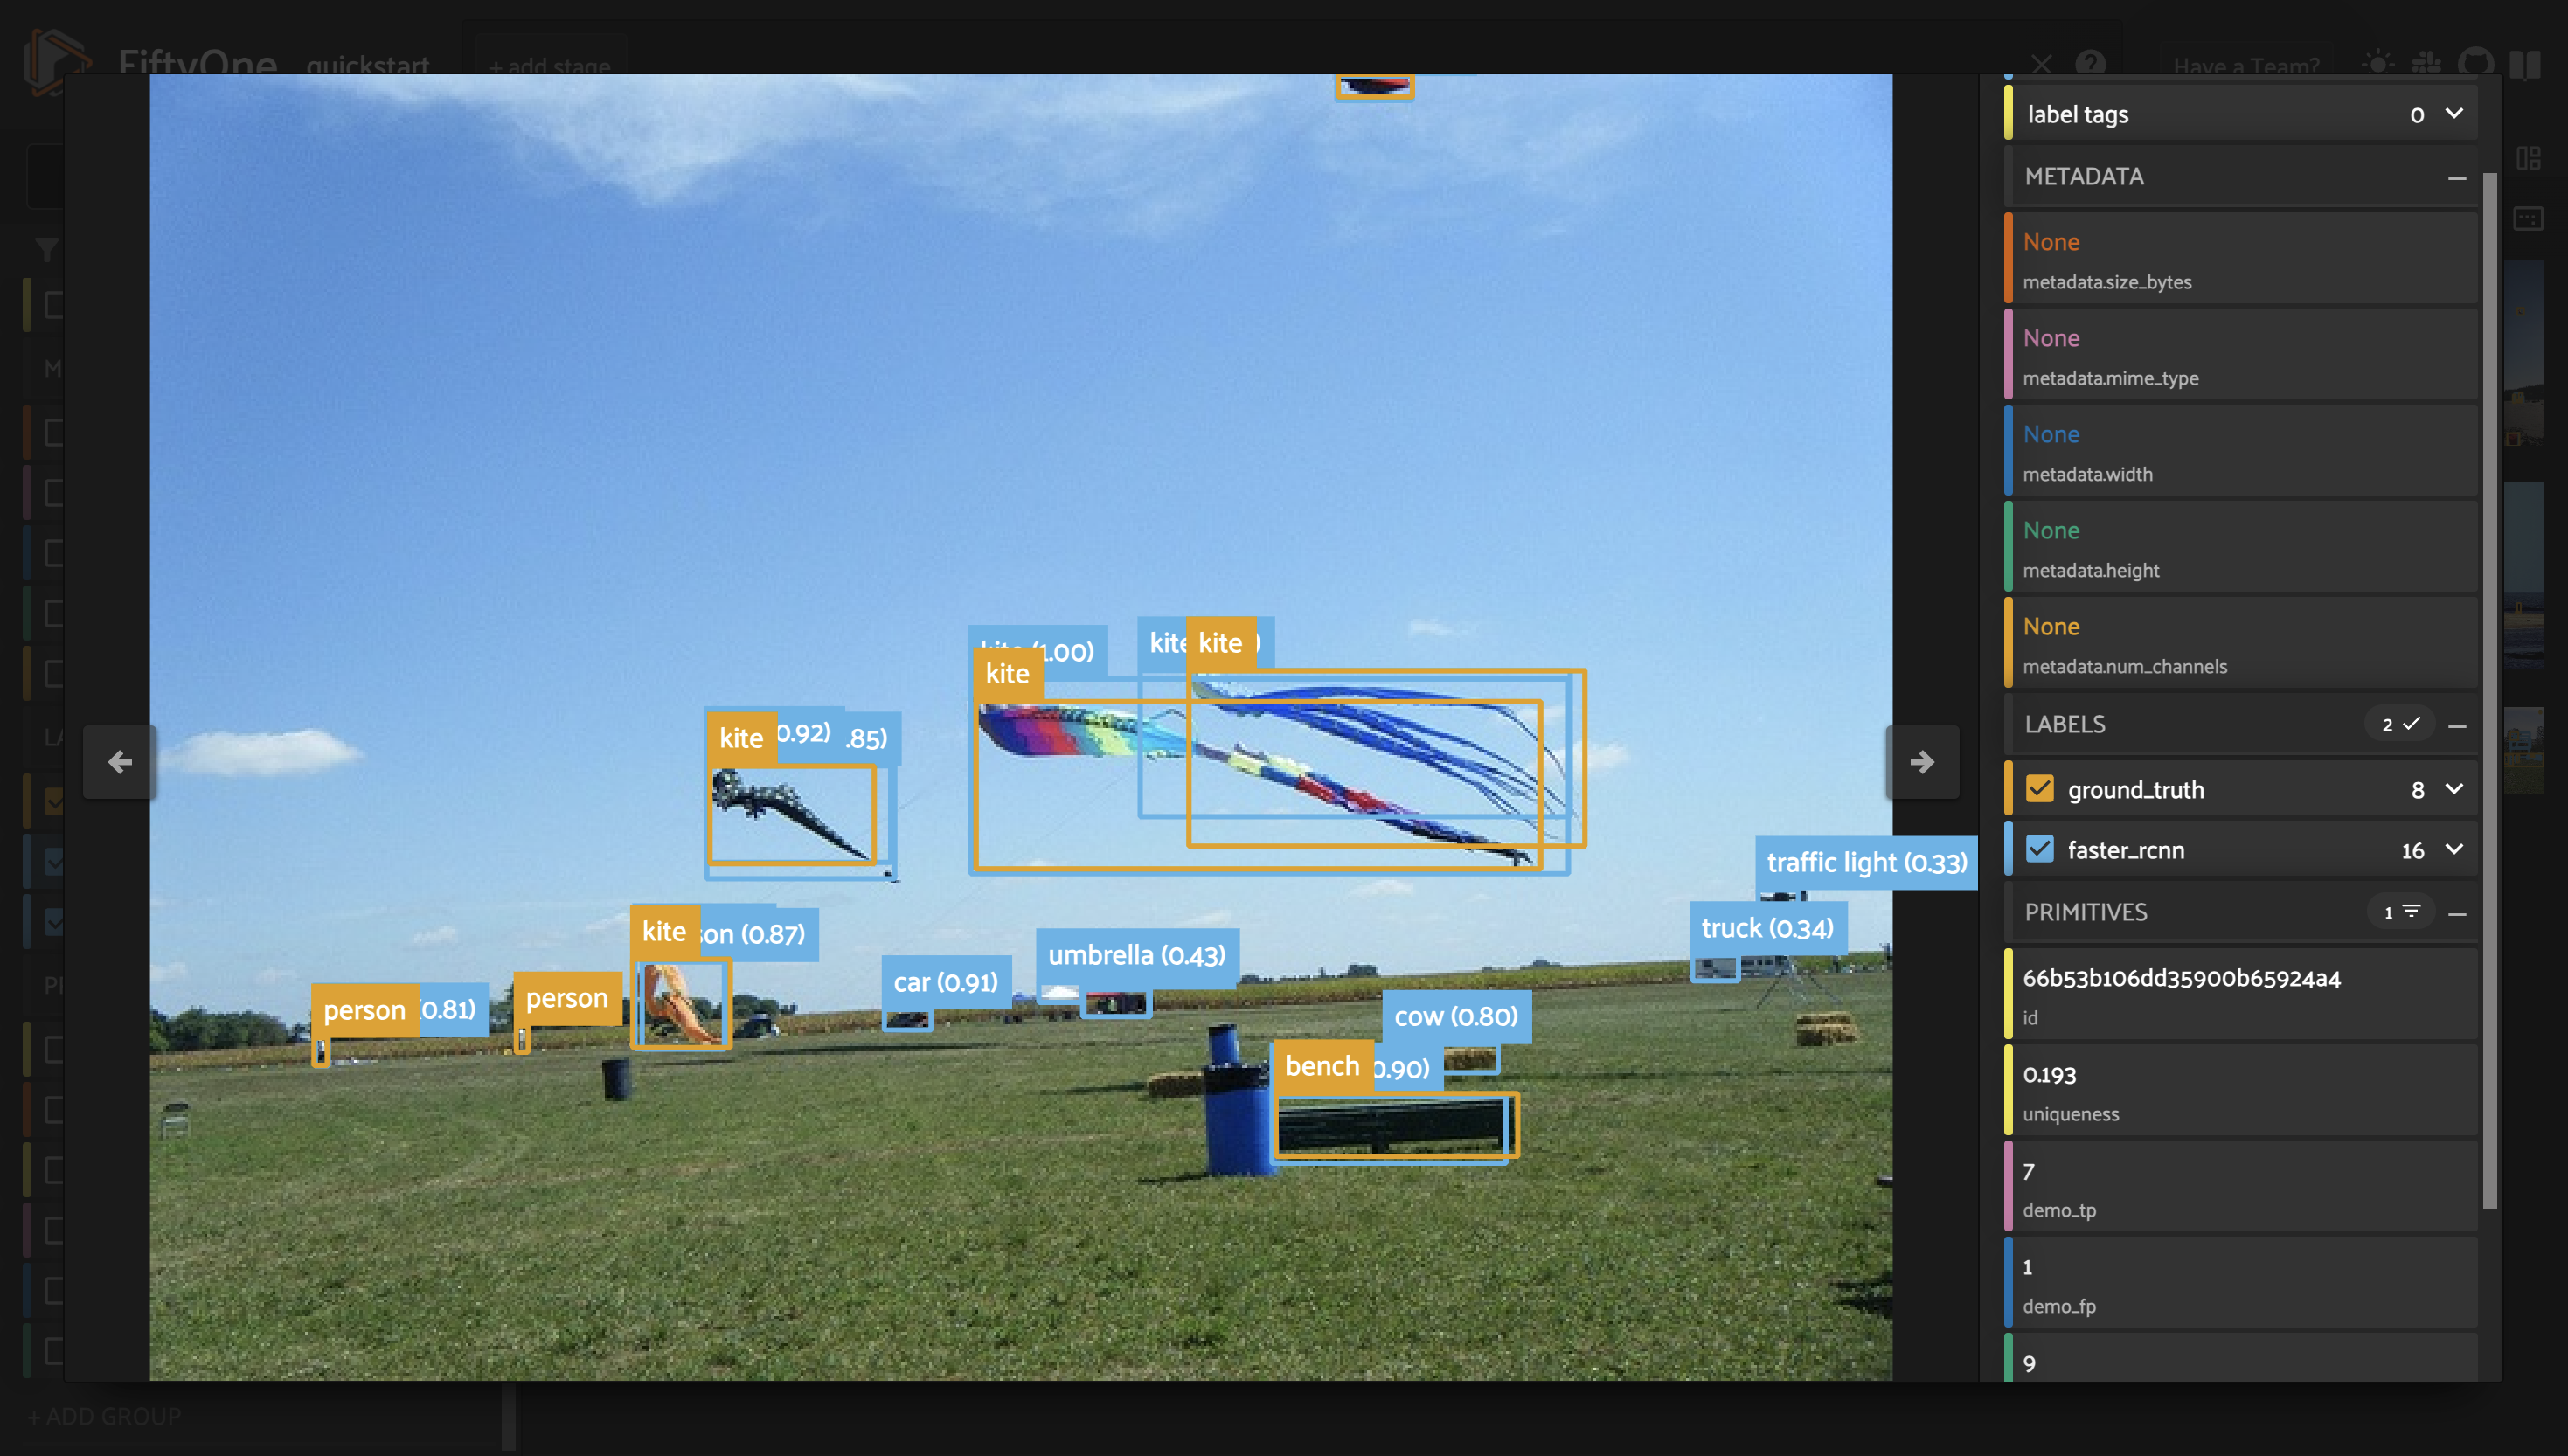 FiftyOne quickstart + add stage Have a Team?
label tags 0
METADATA
None
metadata.size_bytes
None
metadata.mime_type
None
metadata.width
None
metadata.height
None
metadata.num_channels
LABELS 2
ground_truth 8
faster_rcnn 16
PRIMITIVES 1
66b53b106dd35900b65924a4
id
0.193
uniqueness
7
demo_tp
1
demo_fp
9
kite kite
kite (1.00)
kite
kite 0.92) .85)
traffic light (0.33)
truck (0.34)
kite son (0.87)
umbrella (0.43)
car (0.91)
person
person 0.81)
cow (0.80)
bench 0.90)
+ ADD GROUP